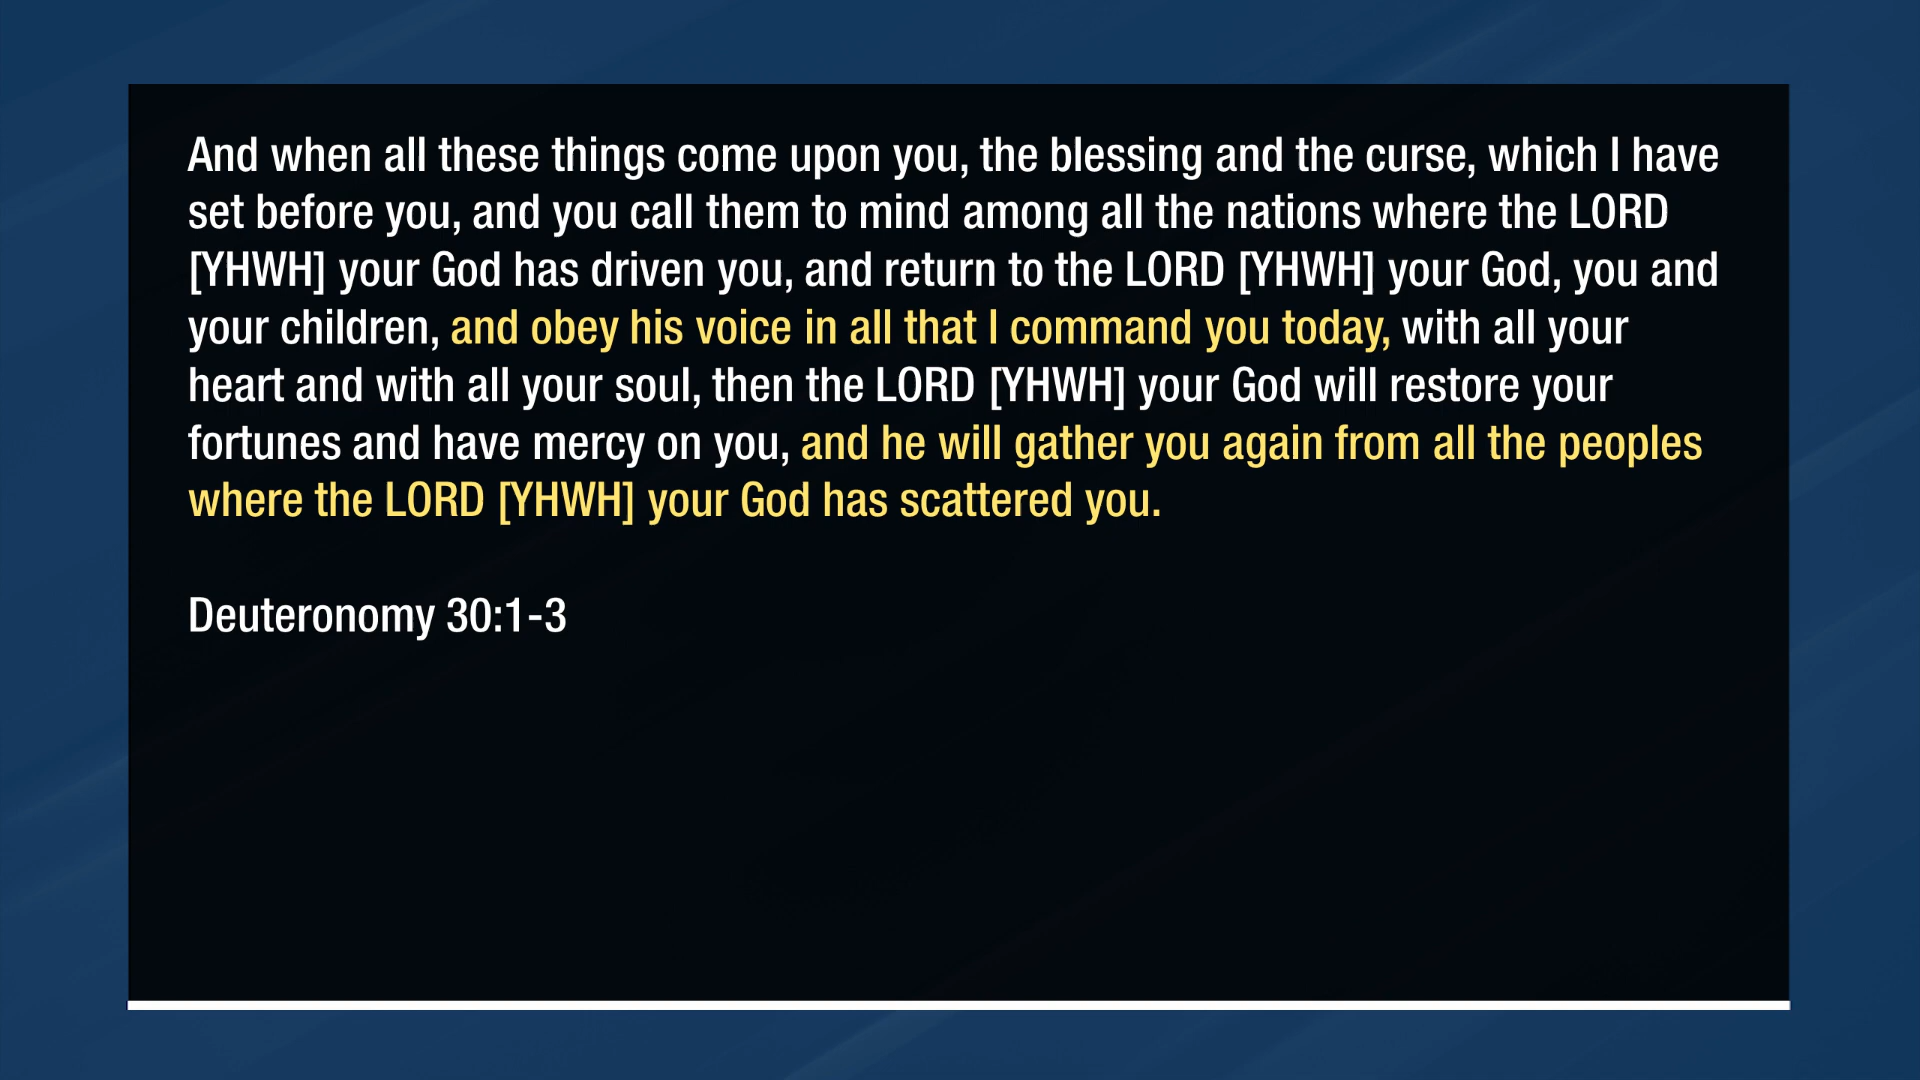 And when all these things come upon you, the blessing and the curse, which I have
set before you, and you call them to mind among all the nations where the LORD
[YHWH] your God has driven you, and return to the LORD [YHWH] your God, you and
your children, and obey his voice in all that I command you today, with all your
heart and with all your soul, then the LORD [YHWH] your God will restore your
fortunes and have mercy on you, and he will gather you again from all the peoples
where the LORD [YHWH] your God has scattered you.
Deuteronomy 30:1-3